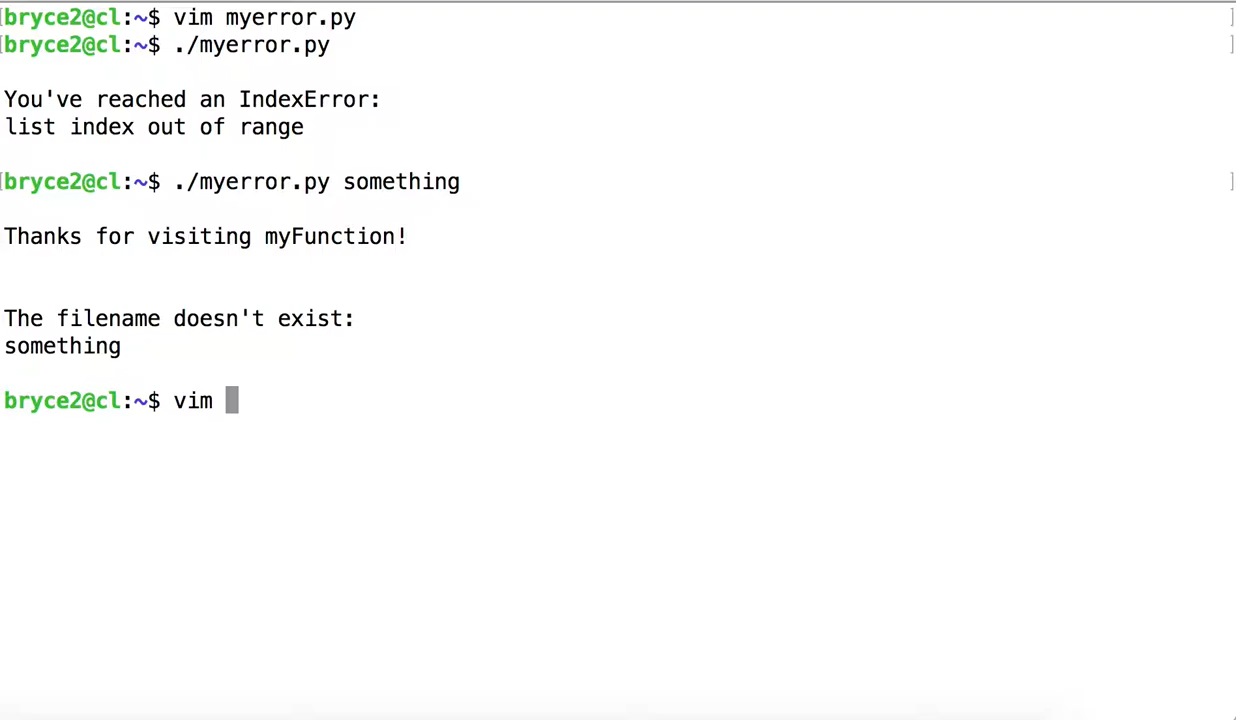 bryce2@cl:~$ vim myerror.py
bryce2@cl:~$ ./myerror.py
You've reached an IndexError:
list index out of range
bryce2@cl:~$ ./myerror.py something
Thanks for visiting myFunction!
The filename doesn't exist:
something
bryce2@cl:~$ vim